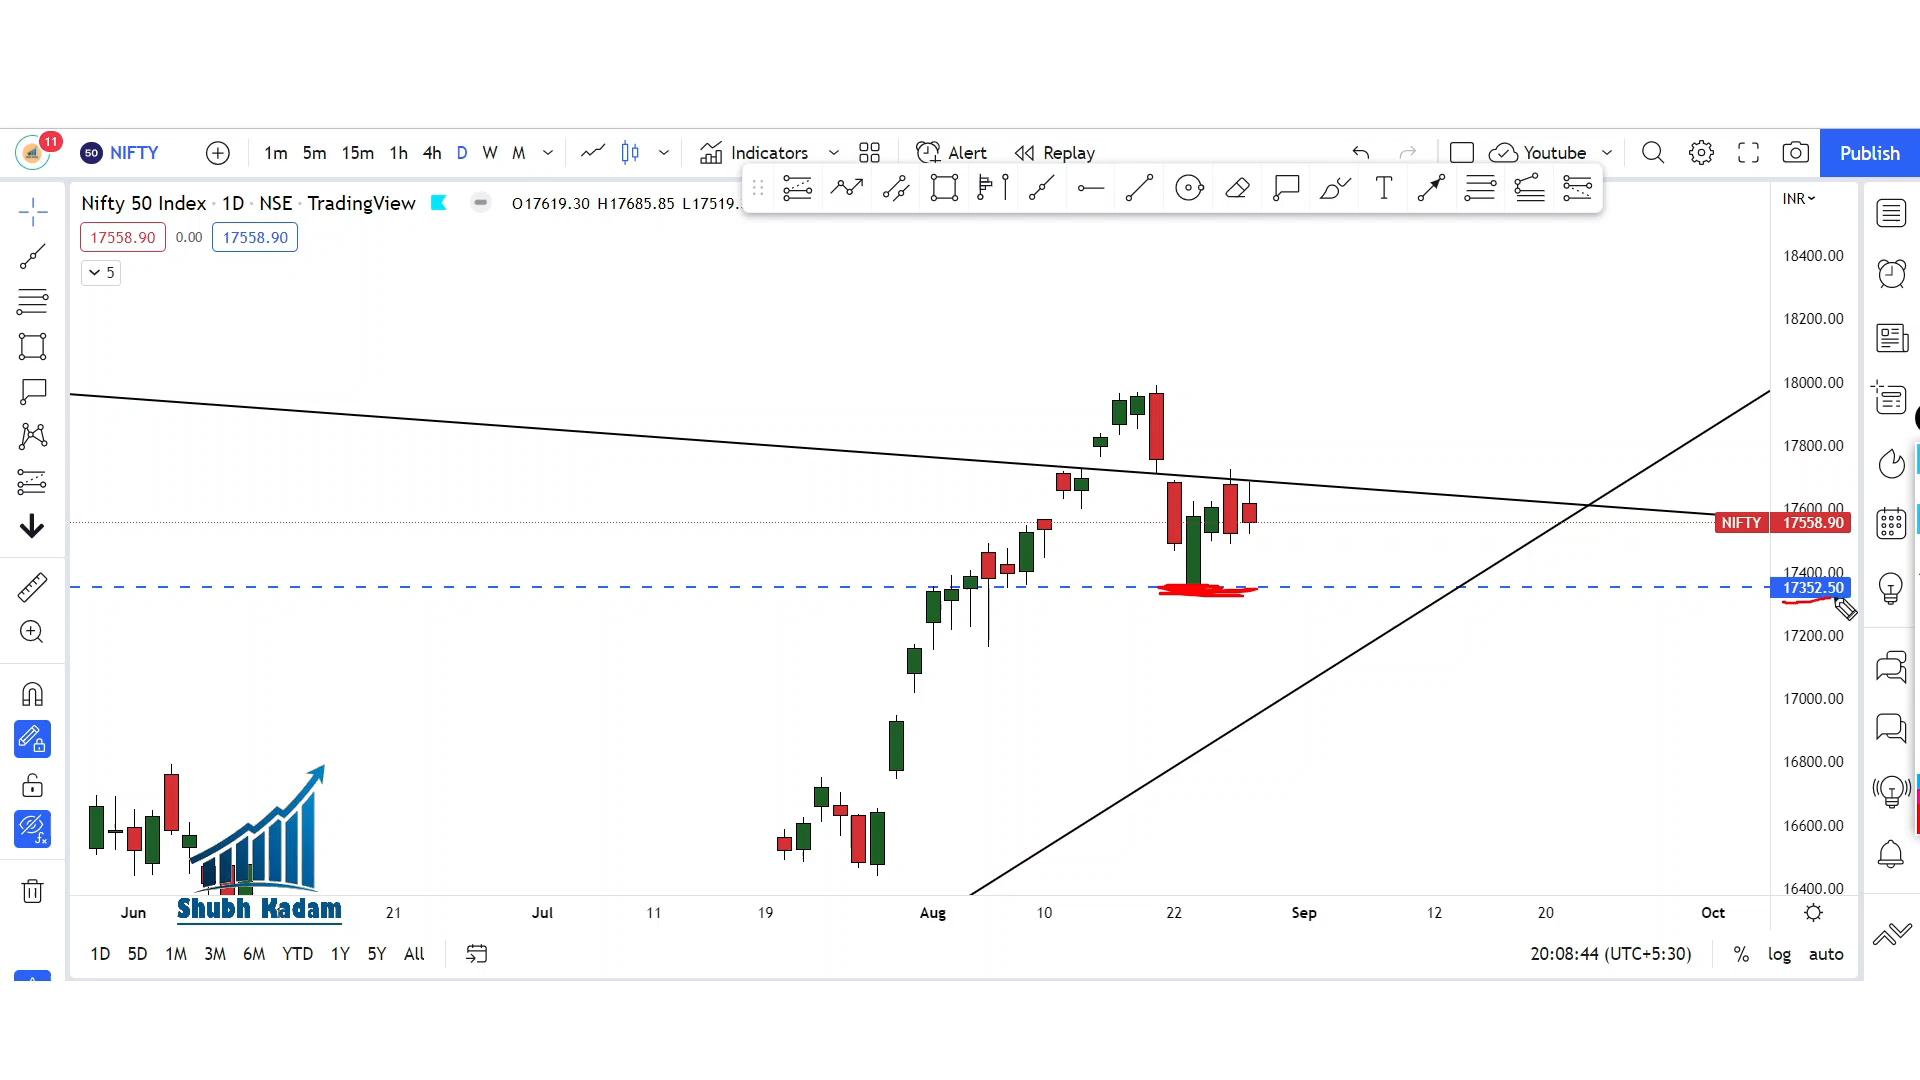 11
50 NIFTY 1m 5m 15m 1h 4h D W M Indicators Alert Replay Youtube Publish
Nifty 50 Index · 1D · NSE · TradingView O17619.30 H17685.85 L17519.
INR
17558.90 0.00 17558.90
5
18400.00
18200.00
18000.00
17800.00
17600.00
NIFTY 17558.90
17400.00
17352.50
17200.00
17000.00
16800.00
16600.00
16400.00
Shubh Kadam
Jun 21 Jul 11 19 Aug 10 22 Sep 12 20 Oct
1D 5D 1M 3M 6M YTD 1Y 5Y All 20:08:44 (UTC+5:30) % log auto